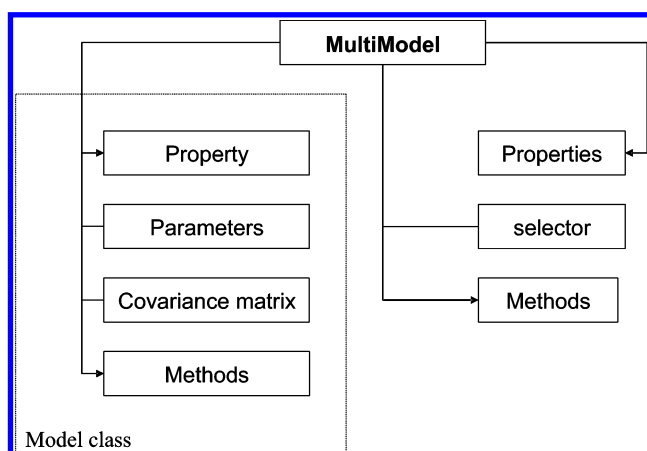 MultiModel
Property
Parameters
Covariance matrix
Methods
Model class
Properties
selector
Methods